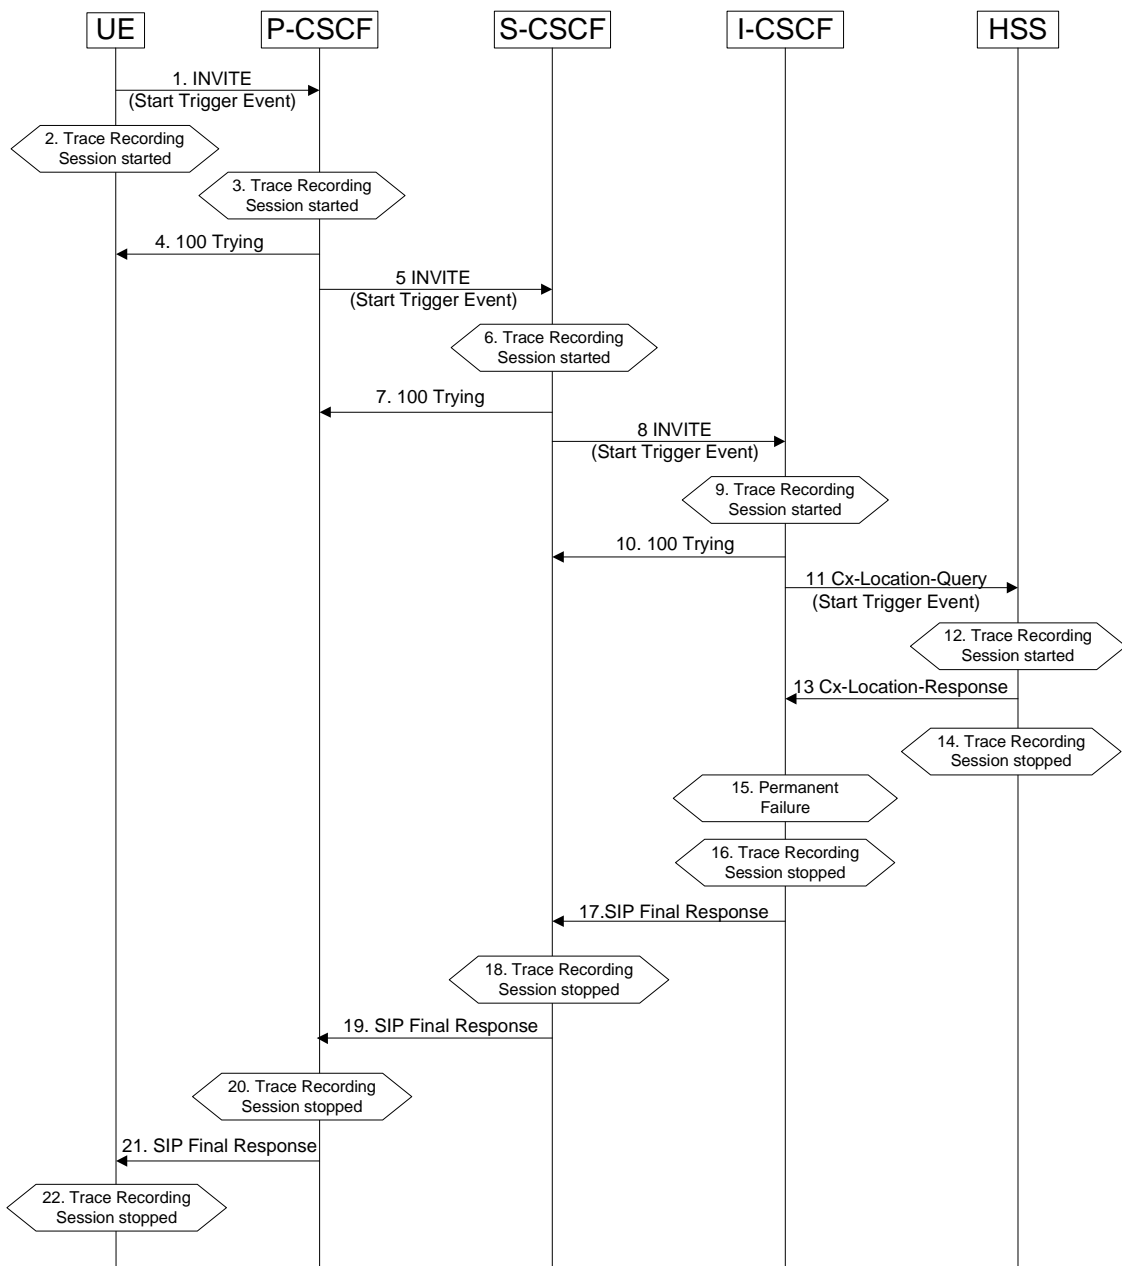 UE
P-CSCF
S-CSCF
I-CSCF
HSS
1. INVITE
(Start Trigger Event)
2. Trace Recording
Session started
3. Trace Recording
Session started
4. 100 Trying
5 INVITE
(Start Trigger Event)
6. Trace Recording
Session started
7. 100 Trying
8 INVITE
(Start Trigger Event)
9. Trace Recording
Session started
10. 100 Trying
11 Cx-Location-Query
(Start Trigger Event)
12. Trace Recording
Session started
13 Cx-Location-Response
14. Trace Recording
Session stopped
15. Permanent
Failure
16. Trace Recording
Session stopped
17.SIP Final Response
18. Trace Recording
Session stopped
19. SIP Final Response
20. Trace Recording
Session stopped
21. SIP Final Response
22. Trace Recording
Session stopped